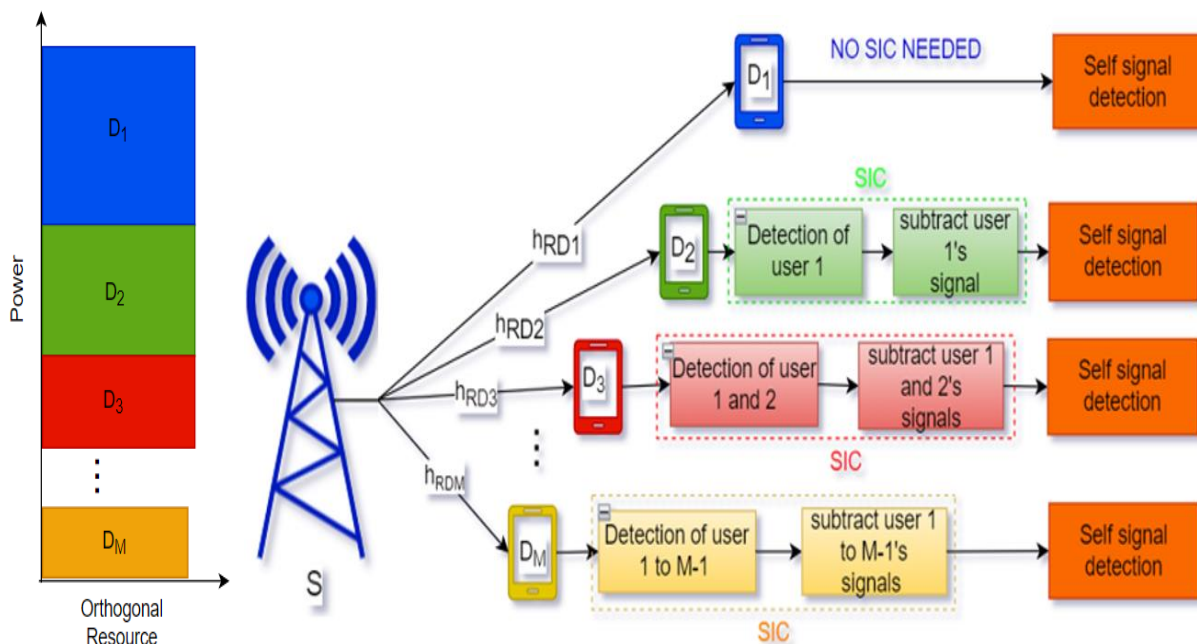 Power
D1
D2
D3
DM
Orthogonal
Resource
S
hRD1
hRD2
hRD3
hRDM
D1
NO SIC NEEDED
Self signal
detection
D2
SIC
Detection of
user 1
subtract user
1's
signal
Self signal
detection
D3
Detection of user
1 and 2
subtract user 1
and 2's
signals
SIC
Self signal
detection
DM
Detection of user
1 to M-1
subtract user 1
to M-1's
signals
SIC
Self signal
detection